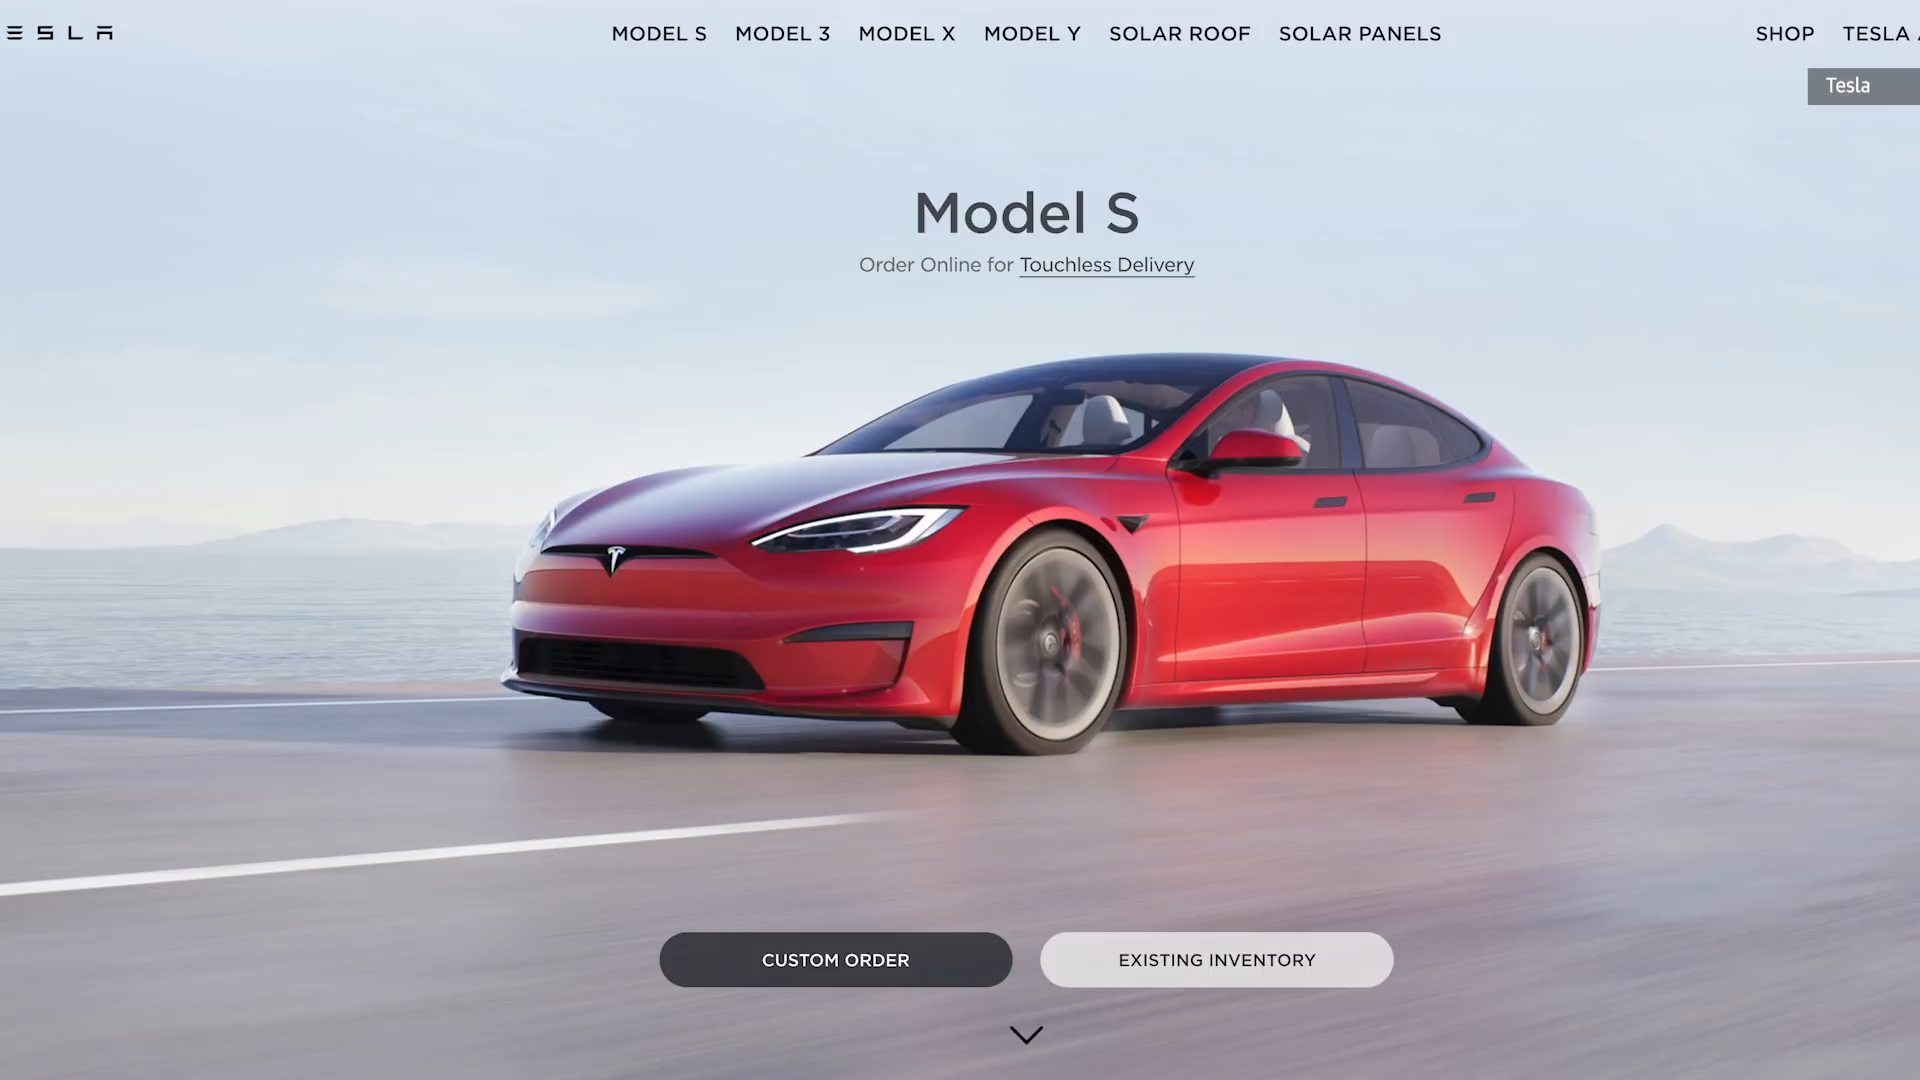 ESLA
MODEL S MODEL 3 MODEL X MODEL Y SOLAR ROOF SOLAR PANELS
SHOP TESLA
Tesla
Model S
Order Online for Touchless Delivery
CUSTOM ORDER EXISTING INVENTORY